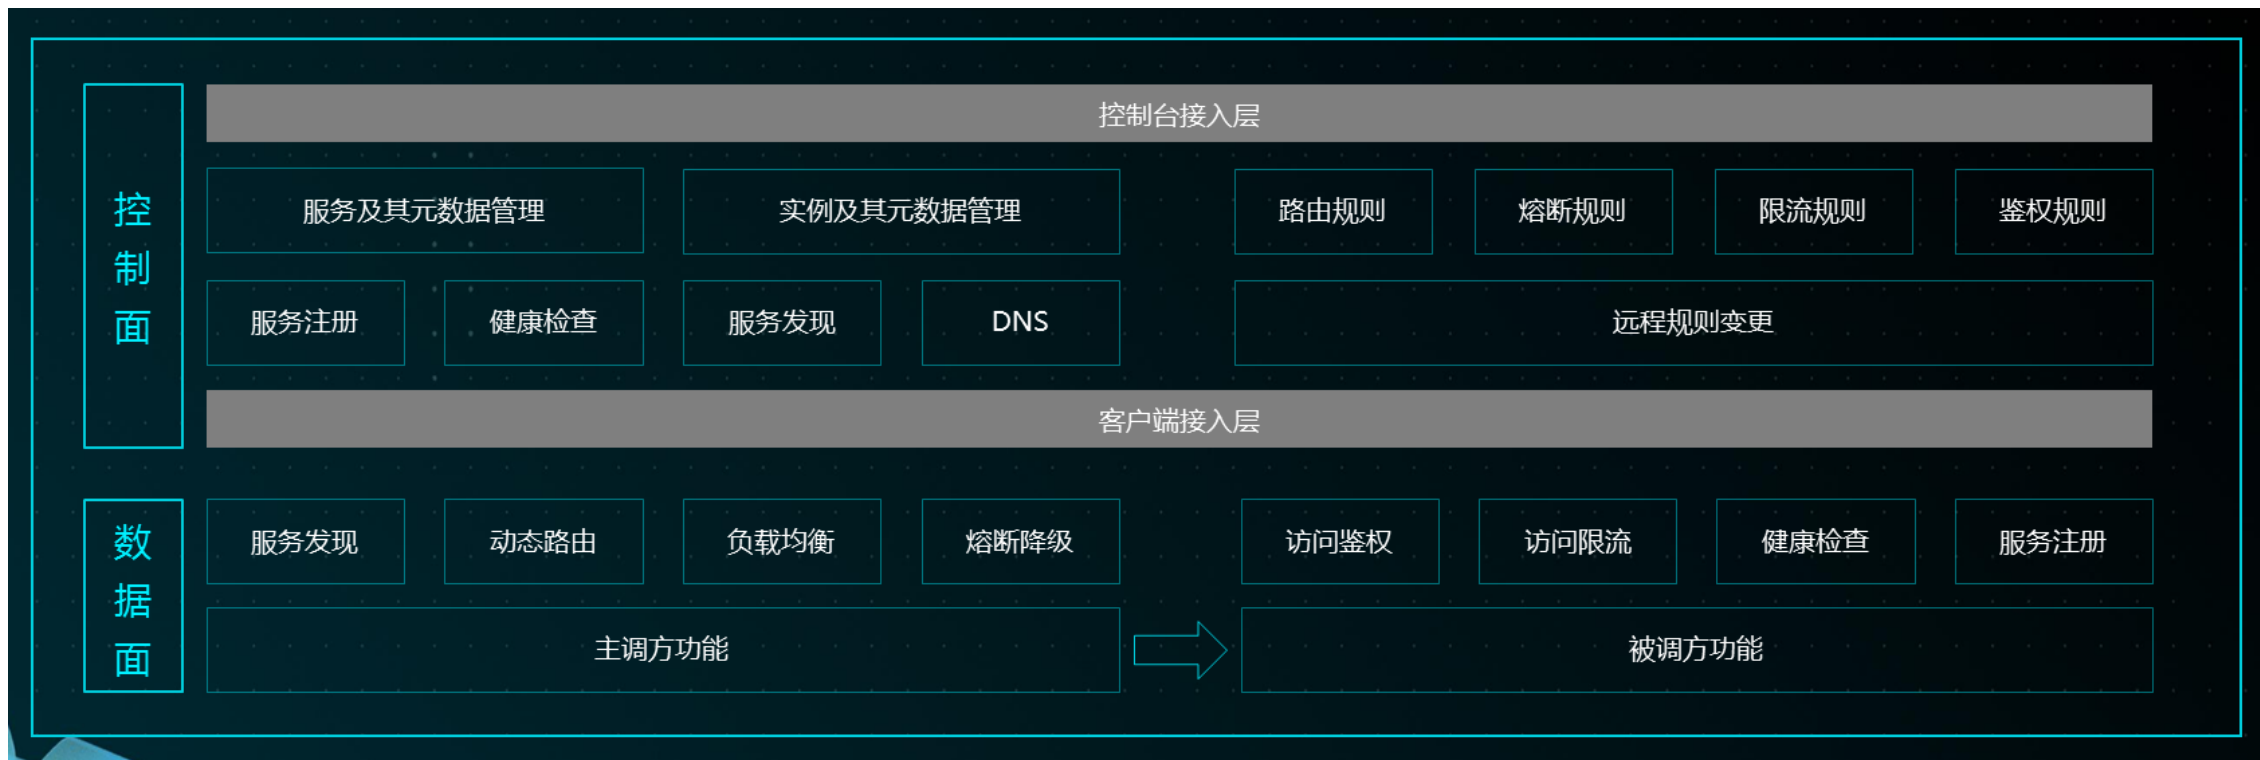 控制面
控制台接入层
服务及其元数据管理
实例及其元数据管理
路由规则
熔断规则
限流规则
鉴权规则
服务注册
健康检查
服务发现
DNS
远程规则变更
客户端接入层
数据面
服务发现
动态路由
负载均衡
熔断降级
访问鉴权
访问限流
健康检查
服务注册
主调方功能
被调方功能